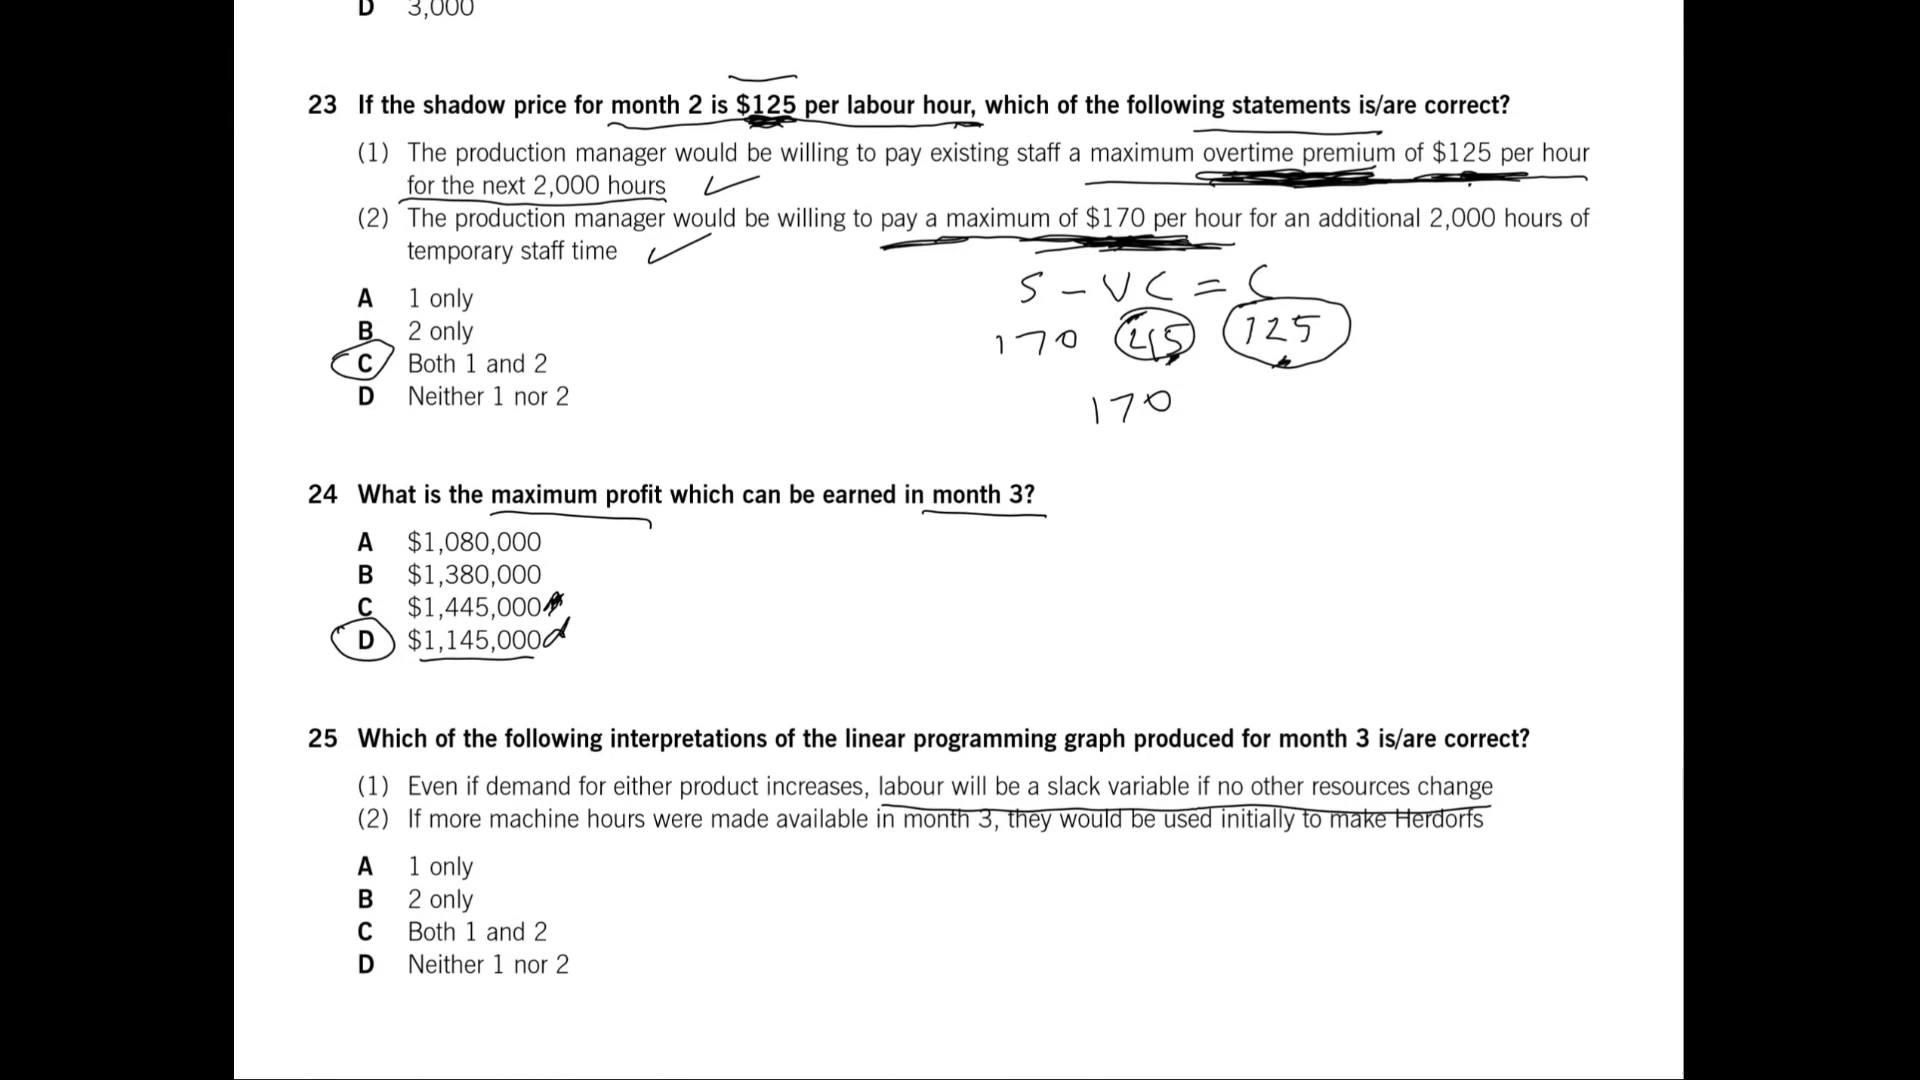 D 3,000
23 If the shadow price for month 2 is $125 per labour hour, which of the following statements is/are correct?
(1) The production manager would be willing to pay existing staff a maximum overtime premium of $125 per hour
for the next 2,000 hours
(2) The production manager would be willing to pay a maximum of $170 per hour for an additional 2,000 hours of
temporary staff time
S - VC = C
A 1 only
170 45 125
B 2 only
C Both 1 and 2
D Neither 1 nor 2
170
24 What is the maximum profit which can be earned in month 3?
A $1,080,000
B $1,380,000
C $1,445,000
D $1,145,000
25 Which of the following interpretations of the linear programming graph produced for month 3 is/are correct?
(1) Even if demand for either product increases, labour will be a slack variable if no other resources change
(2) If more machine hours were made available in month 3, they would be used initially to make Herdorfs
A 1 only
B 2 only
C Both 1 and 2
D Neither 1 nor 2